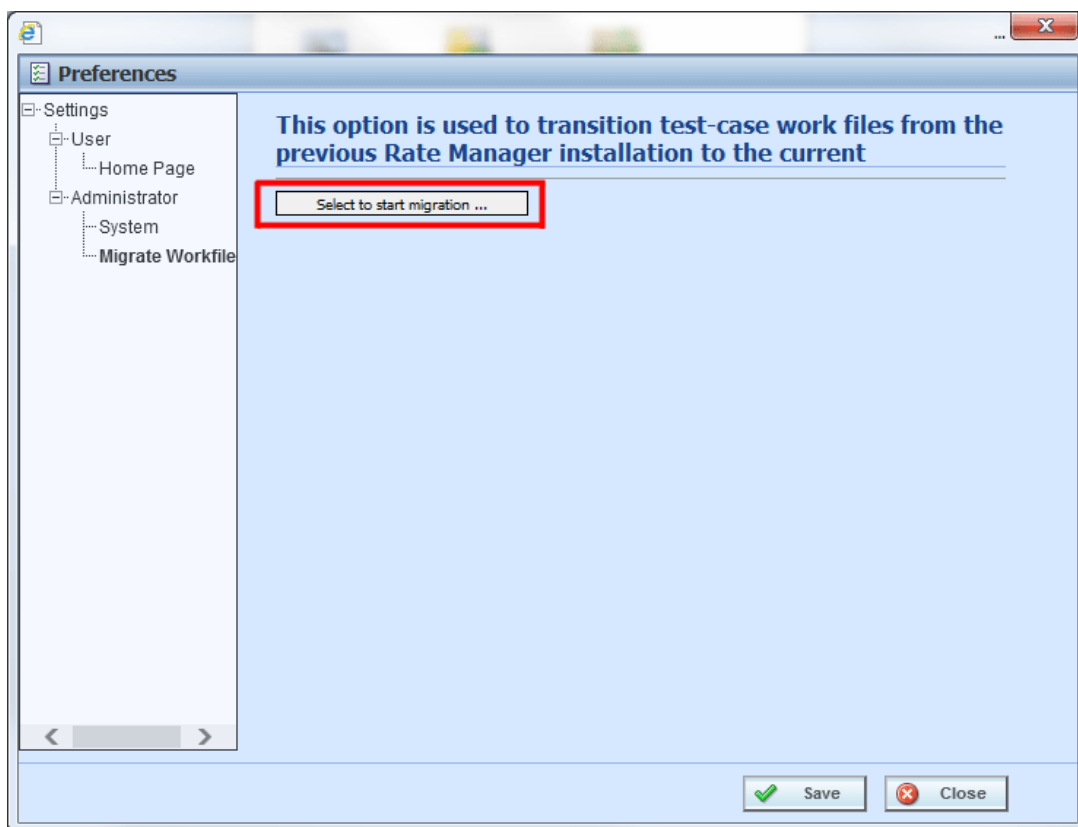 ...
Preferences
Settings
User
Home Page
Administrator
System
Migrate Workfile
This option is used to transition test-case work files from the
previous Rate Manager installation to the current
Select to start migration ...
Save
Close